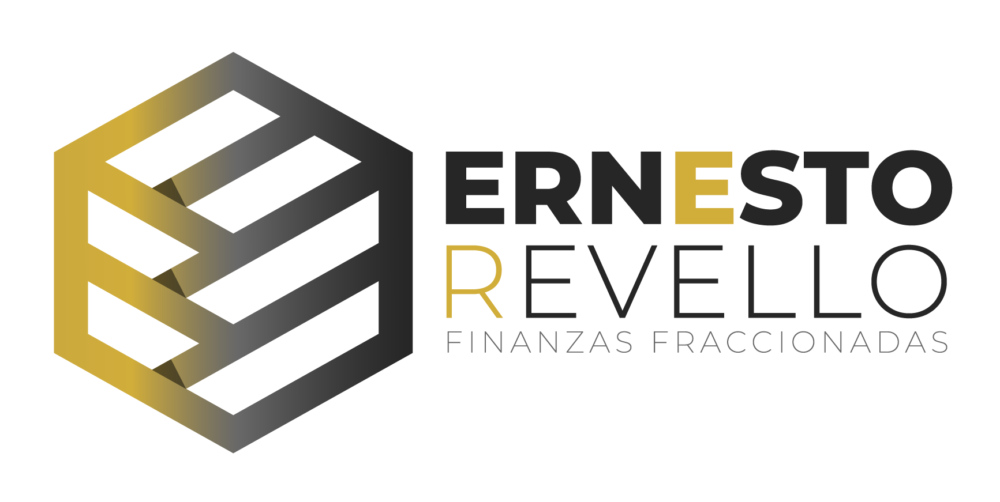 ERNESTO
REVELLO
FINANZAS FRACCIONADAS